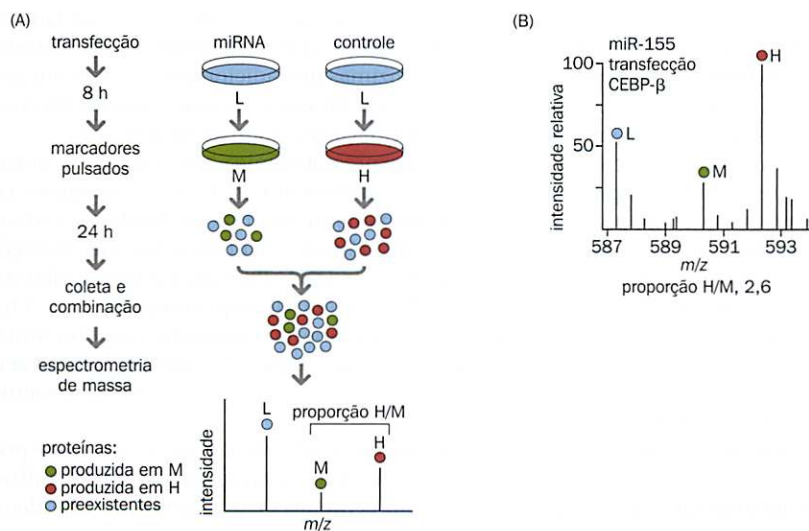 (A)
transfecção
8 h
marcadores
pulsados
24 h
coleta e
combinação
espectrometria
de massa
miRNA
controle
L
L
M
H
proporção H/M
L
M
H
intensidade
m/z
proteínas:
produzida em M
produzida em H
preexistentes
(B)
miR-155
transfecção
CEBP-β
H
L
M
100
50
intensidade relativa
587
589
591
593
m/z
proporção H/M, 2,6